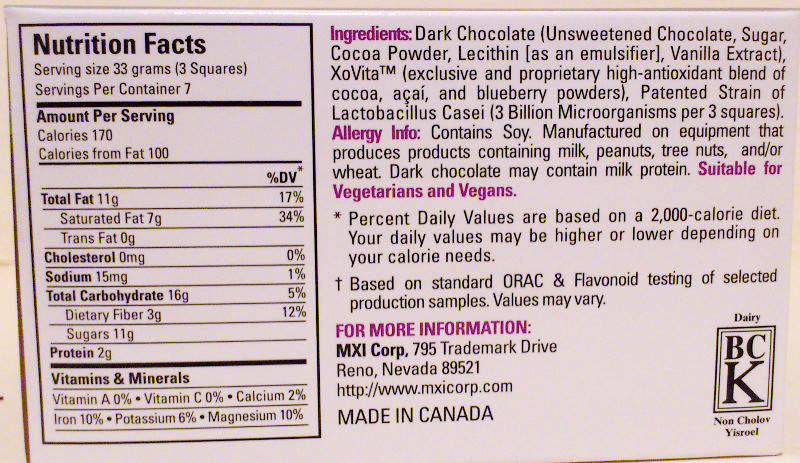 Nutrition Facts
Serving size 33 grams (3 Squares)
Servings Per Container 7
Amount Per Serving
Calories 170
Calories from Fat 100
%DV*
Total Fat 11g 17%
Saturated Fat 7g 34%
Trans Fat 0g
Cholesterol 0mg 0%
Sodium 15mg 1%
Total Carbohydrate 16g 5%
Dietary Fiber 3g 12%
Sugars 11g
Protein 2g
Vitamins & Minerals
Vitamin A 0% • Vitamin C 0% • Calcium 2%
Iron 10% • Potassium 6% • Magnesium 10%
Ingredients: Dark Chocolate (Unsweetened Chocolate, Sugar,
Cocoa Powder, Lecithin [as an emulsifier], Vanilla Extract),
XoVita™ (exclusive and proprietary high-antioxidant blend of
cocoa, açaí, and blueberry powders), Patented Strain of
Lactobacillus Casei (3 Billion Microorganisms per 3 squares).
Allergy Info: Contains Soy. Manufactured on equipment that
produces products containing milk, peanuts, tree nuts, and/or
wheat. Dark chocolate may contain milk protein. Suitable for
Vegetarians and Vegans.
* Percent Daily Values are based on a 2,000-calorie diet.
Your daily values may be higher or lower depending on
your calorie needs.
† Based on standard ORAC & Flavonoid testing of selected
production samples. Values may vary.
FOR MORE INFORMATION:
MXI Corp, 795 Trademark Drive
Reno, Nevada 89521
http://www.mxicorp.com
MADE IN CANADA
Dairy
BC
K
Non Cholov
Yisroel